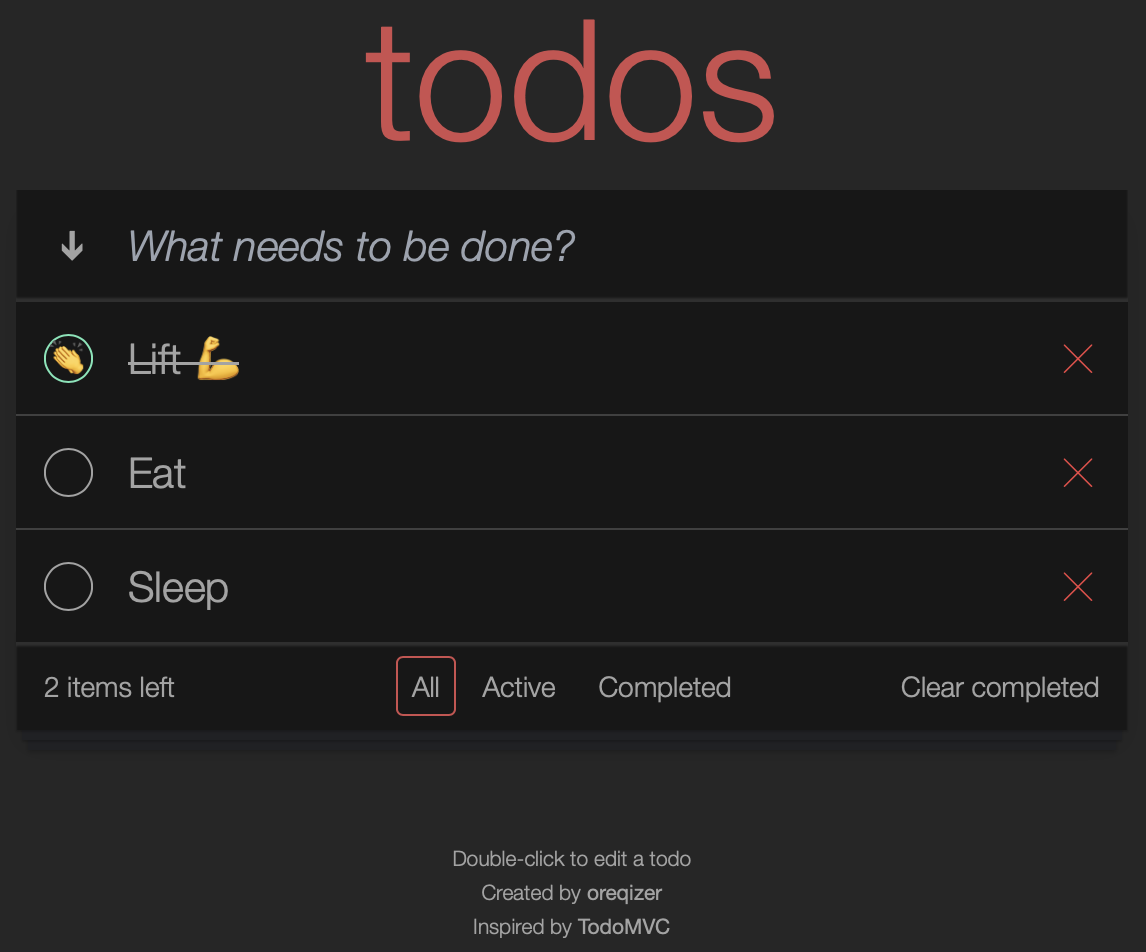 todos
What needs to be done?
Lift 💪
Eat
Sleep
2 items left All Active Completed Clear completed
Double-click to edit a todo
Created by oreqizer
Inspired by TodoMVC